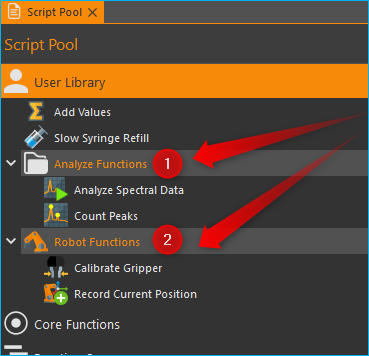 Script Pool
Script Pool
User Library
Add Values
Slow Syringe Refill
Analyze Functions 1
Analyze Spectral Data
Count Peaks
Robot Functions 2
Calibrate Gripper
Record Current Position
Core Functions